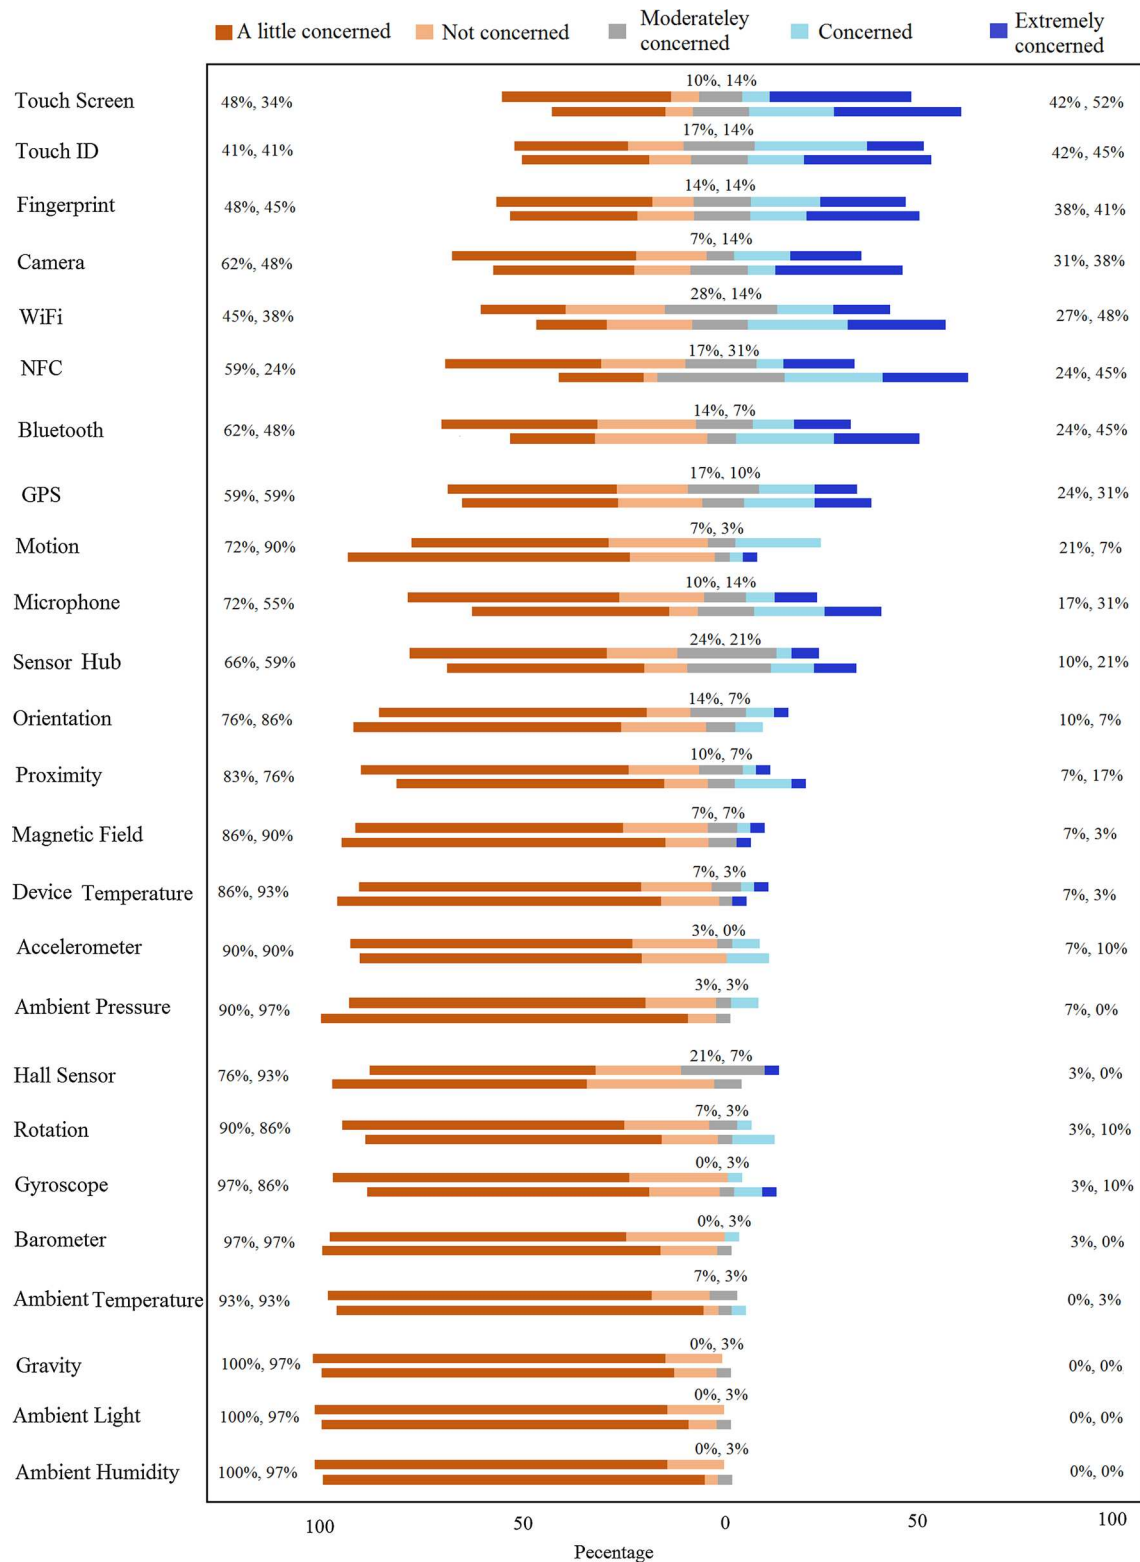 A little concerned Not concerned Moderateley concerned Concerned Extremely concerned
10%, 14%
Touch Screen 48%, 34% 42%, 52%
17%, 14%
Touch ID 41%, 41% 42%, 45%
14%, 14%
Fingerprint 48%, 45% 38%, 41%
7%, 14%
Camera 62%, 48% 31%, 38%
28%, 14%
WiFi 45%, 38% 27%, 48%
17%, 31%
NFC 59%, 24% 24%, 45%
14%, 7%
Bluetooth 62%, 48% 24%, 45%
17%, 10%
GPS 59%, 59% 24%, 31%
7%, 3%
Motion 72%, 90% 21%, 7%
10%, 14%
Microphone 72%, 55% 17%, 31%
24%, 21%
Sensor Hub 66%, 59% 10%, 21%
14%, 7%
Orientation 76%, 86% 10%, 7%
10%, 7%
Proximity 83%, 76% 7%, 17%
7%, 7%
Magnetic Field 86%, 90% 7%, 3%
7%, 3%
Device Temperature 86%, 93% 7%, 3%
3%, 0%
Accelerometer 90%, 90% 7%, 10%
3%, 3%
Ambient Pressure 90%, 97% 7%, 0%
21%, 7%
Hall Sensor 76%, 93% 3%, 0%
7%, 3%
Rotation 90%, 86% 3%, 10%
0%, 3%
Gyroscope 97%, 86% 3%, 10%
0%, 3%
Barometer 97%, 97% 3%, 0%
7%, 3%
Ambient Temperature 93%, 93% 0%, 3%
0%, 3%
Gravity 100%, 97% 0%, 0%
0%, 3%
Ambient Light 100%, 97% 0%, 0%
0%, 3%
Ambient Humidity 100%, 97% 0%, 0%
100 50 0 50 100
Pecentage